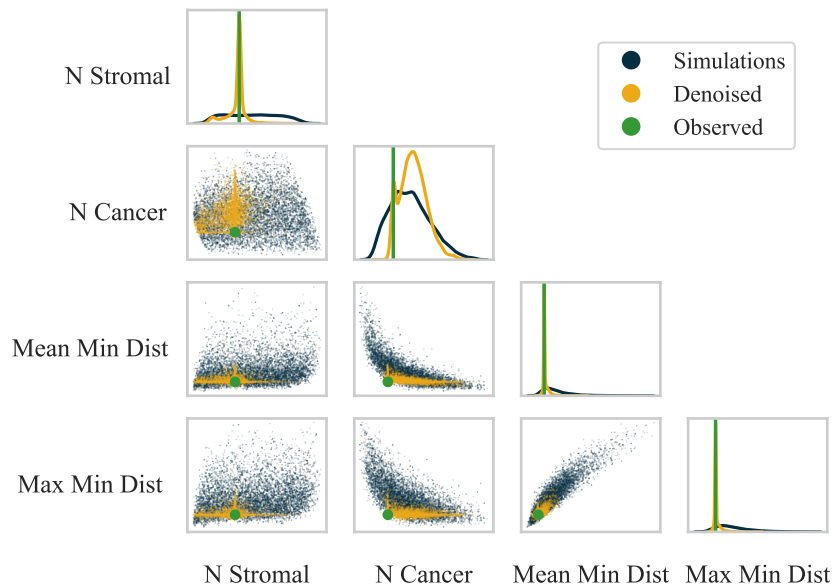 N Stromal
Simulations
Denoised
Observed
N Cancer
Mean Min Dist
Max Min Dist
N Stromal
N Cancer
Mean Min Dist
Max Min Dist